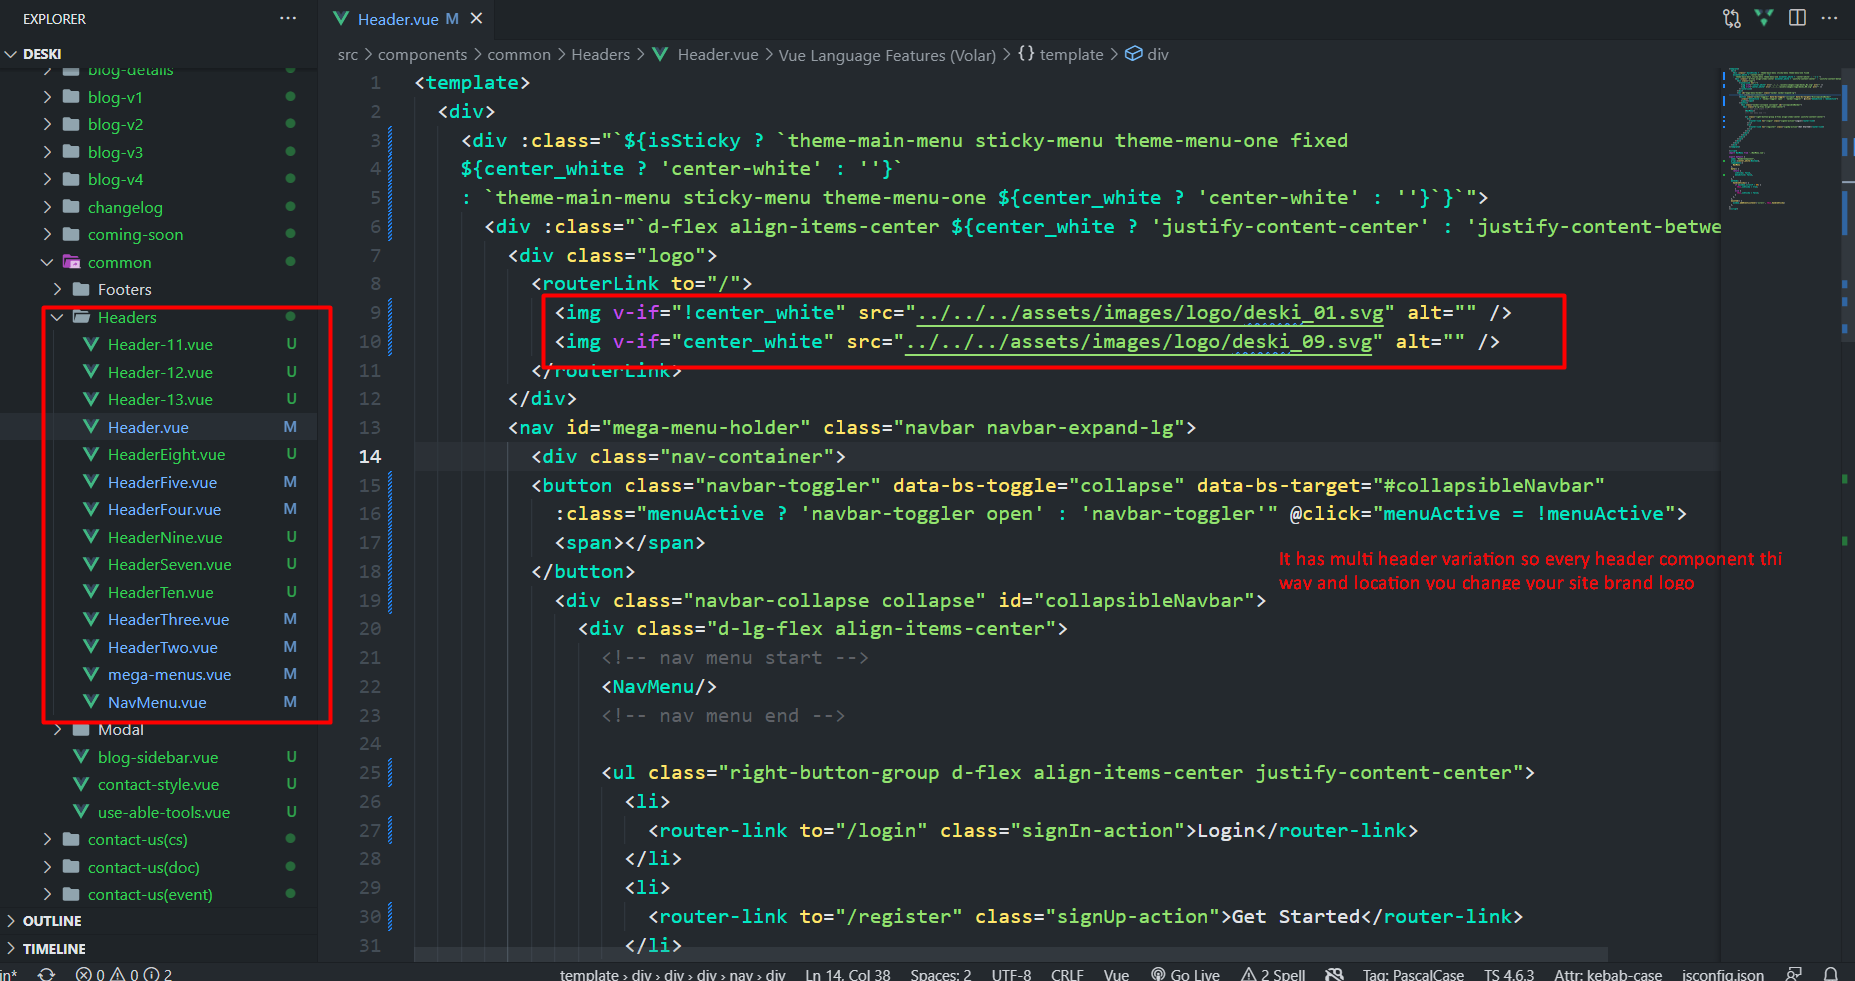 EXPLORER
DESKI
blog-details
blog-v1
blog-v2
blog-v3
blog-v4
changelog
coming-soon
common
Footers
Headers
Header-11.vue U
Header-12.vue U
Header-13.vue U
Header.vue M
HeaderEight.vue U
HeaderFive.vue M
HeaderFour.vue M
HeaderNine.vue U
HeaderSeven.vue U
HeaderTen.vue U
HeaderThree.vue M
HeaderTwo.vue M
mega-menus.vue M
NavMenu.vue M
Modal
blog-sidebar.vue U
contact-style.vue U
use-able-tools.vue U
contact-us(cs)
contact-us(doc)
contact-us(event)
OUTLINE
TIMELINE
Header.vue M
src > components > common > Headers > Header.vue > Vue Language Features (Volar) > {} template > div
1 <template>
2 <div>
3 <div :class="`${isSticky ? `theme-main-menu sticky-menu theme-menu-one fixed
4 ${center_white ? 'center-white' : ''}`
5 : `theme-main-menu sticky-menu theme-menu-one ${center_white ? 'center-white' : ''}`}`">
6 <div :class="`d-flex align-items-center ${center_white ? 'justify-content-center' : 'justify-content-betwe
7 <div class="logo">
8 <routerLink to="/">
9 <img v-if="!center_white" src="../../../assets/images/logo/deski_01.svg" alt="" />
10 <img v-if="center_white" src="../../../assets/images/logo/deski_09.svg" alt="" />
11 </routerLink>
12 </div>
13 <nav id="mega-menu-holder" class="navbar navbar-expand-lg">
14 <div class="nav-container">
15 <button class="navbar-toggler" data-bs-toggle="collapse" data-bs-target="#collapsibleNavbar"
16 :class="menuActive ? 'navbar-toggler open' : 'navbar-toggler'" @click="menuActive = !menuActive">
17 <span></span>
18 </button>
19 <div class="navbar-collapse collapse" id="collapsibleNavbar">
20 <div class="d-lg-flex align-items-center">
21 <!-- nav menu start -->
22 <NavMenu/>
23 <!-- nav menu end -->
24
25 <ul class="right-button-group d-flex align-items-center justify-content-center">
26 <li>
27 <router-link to="/login" class="signIn-action">Login</router-link>
28 </li>
29 <li>
30 <router-link to="/register" class="signUp-action">Get Started</router-link>
31 </li>
It has multi header variation so every header component thi
way and location you change your site brand logo
in* 0 0 2 template › div › div › div › nav › div Ln 14, Col 38 Spaces: 2 UTF-8 CRLF Vue Go Live 2 Spell Tag: PascalCase TS 4.6.3 Attr: kebab-case jsconfig.json